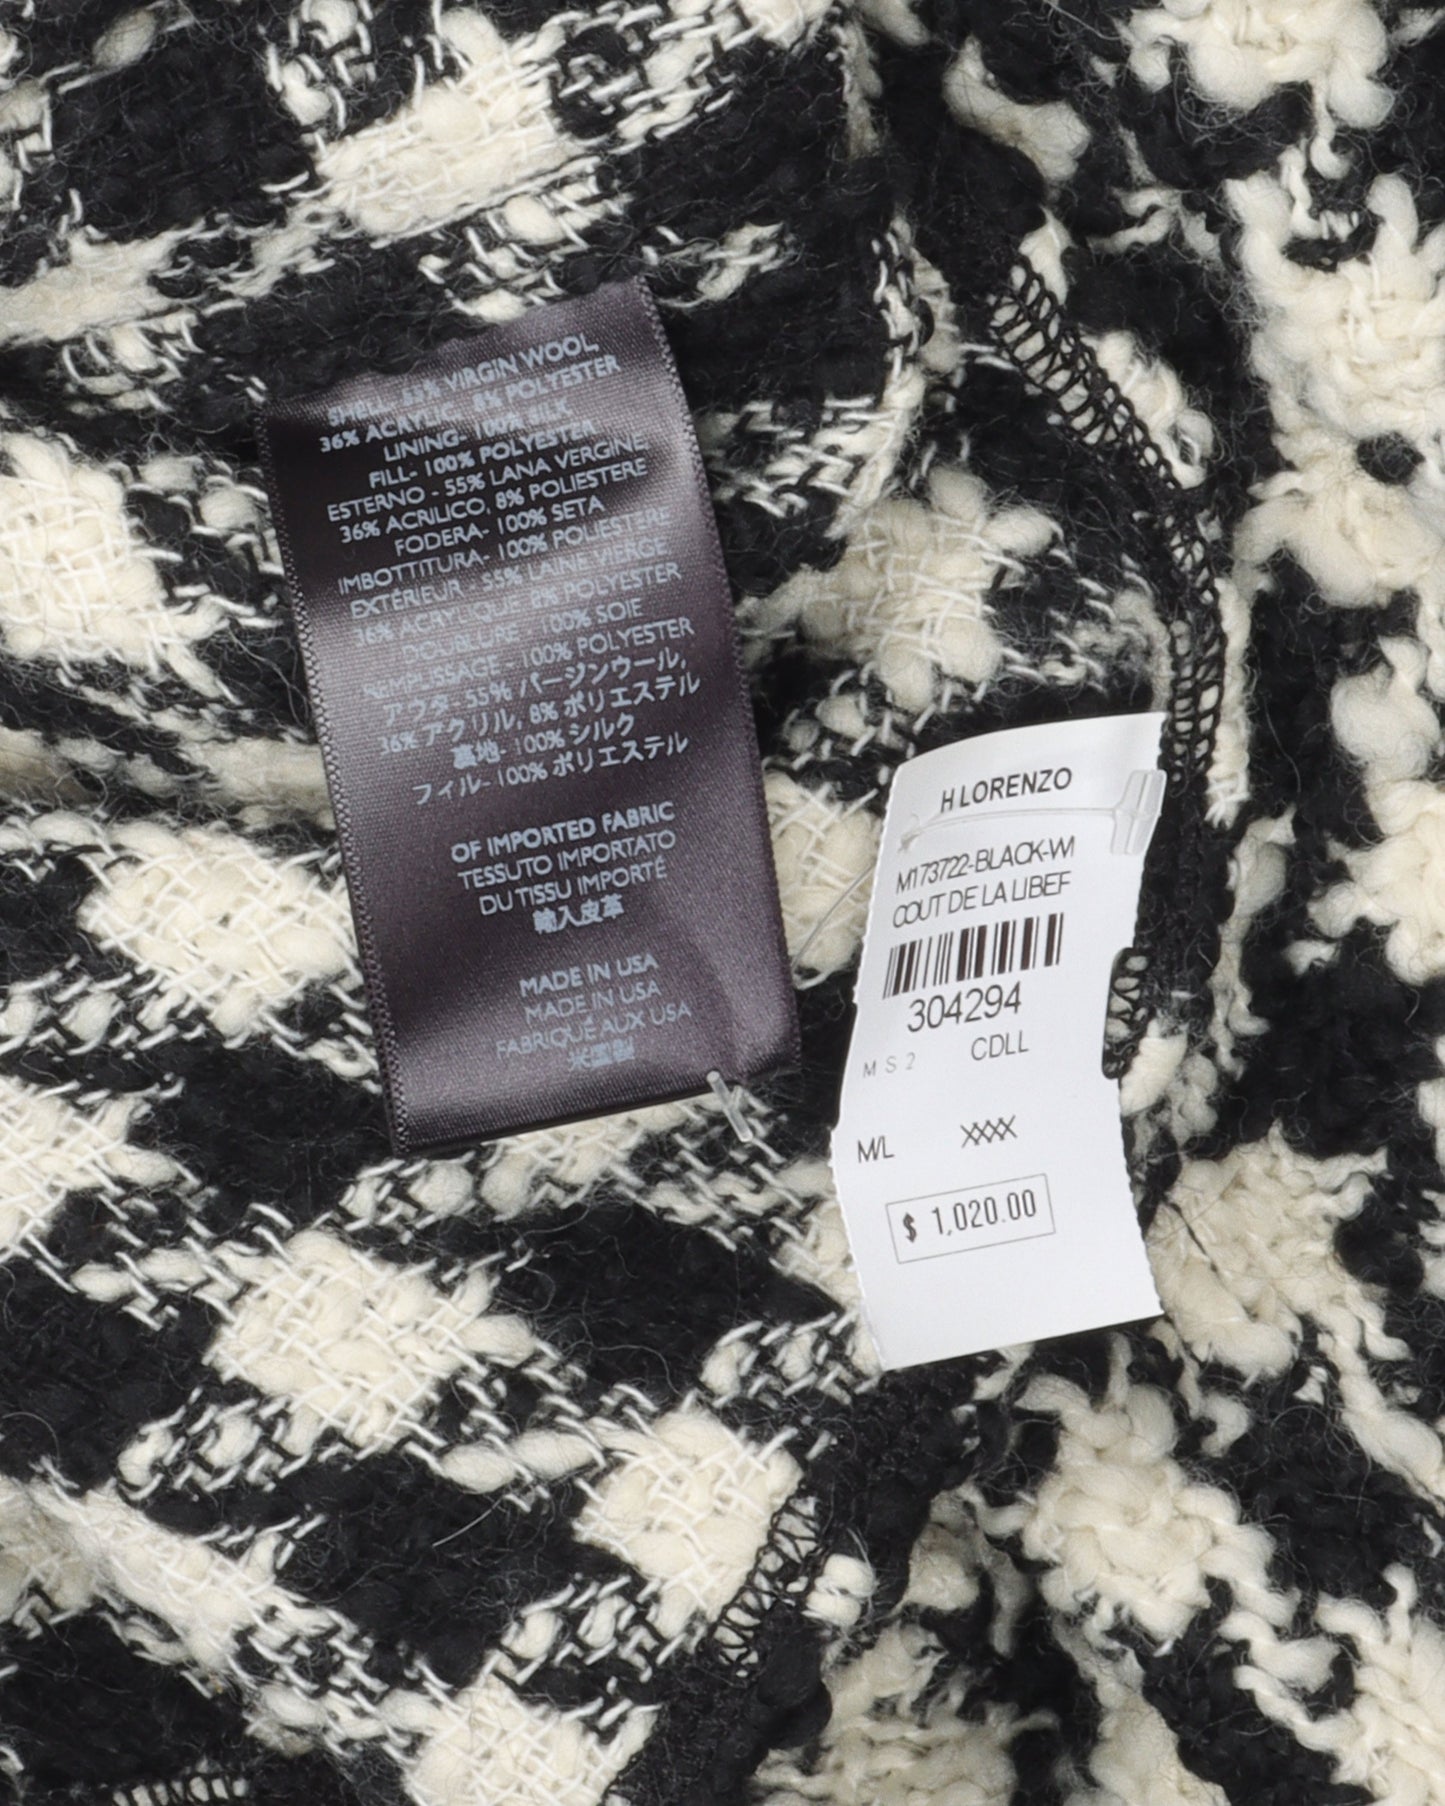 SHELL- 55% VIRGIN WOOL,
36% ACRYLIC, 8% POLYESTER
LINING- 100% SILK
FILL- 100% POLYESTER
ESTERNO - 55% LANA VERGINE
36% ACRILICO, 8% POLIESTERE
FODERA- 100% SETA
IMBOTTITURA- 100% POLIESTERE
EXTÉRIEUR - 55% LAINE VIERGE
36% ACRYLIQUE 8% POLYESTER
DOUBLURE - 100% SOIE
REMPLISSAGE - 100% POLYESTER
アウタ- 55% バージンウール,
36% アクリル, 8% ポリエステル
裏地- 100% シルク
フィル- 100% ポリエステル
OF IMPORTED FABRIC
TESSUTO IMPORTATO
DU TISSU IMPORTÉ
輸入皮革
MADE IN USA
MADE IN USA
FABRIQUÉ AUX USA
米国製
H LORENZO
M173722-BLACK-WI
COUT DE LA LIBEF
304294
M S 2 CDLL
M/L XXXX
$ 1,020.00